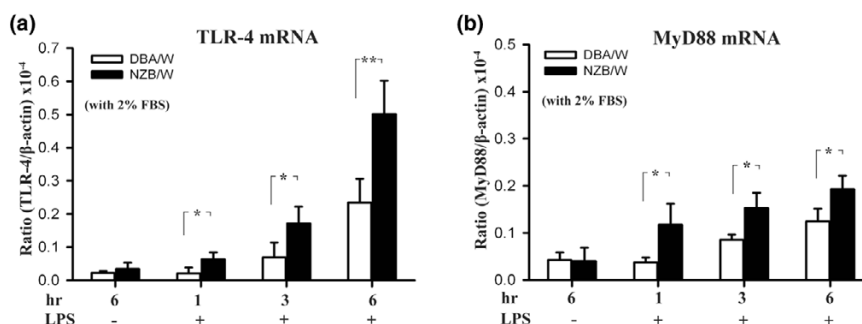 (a)
TLR-4 mRNA
Ratio (TLR-4/β-actin) x10⁻⁴
0.7
0.6
0.5
0.4
0.3
0.2
0.1
0.0
DBA/W
NZB/W
(with 2% FBS)
*
*
**
hr 6 1 3 6
LPS - + + +
(b)
MyD88 mRNA
Ratio (MyD88/β-actin) x10⁻⁴
0.5
0.4
0.3
0.2
0.1
0.0
DBA/W
NZB/W
(with 2% FBS)
*
*
*
hr 6 1 3 6
LPS - + + +